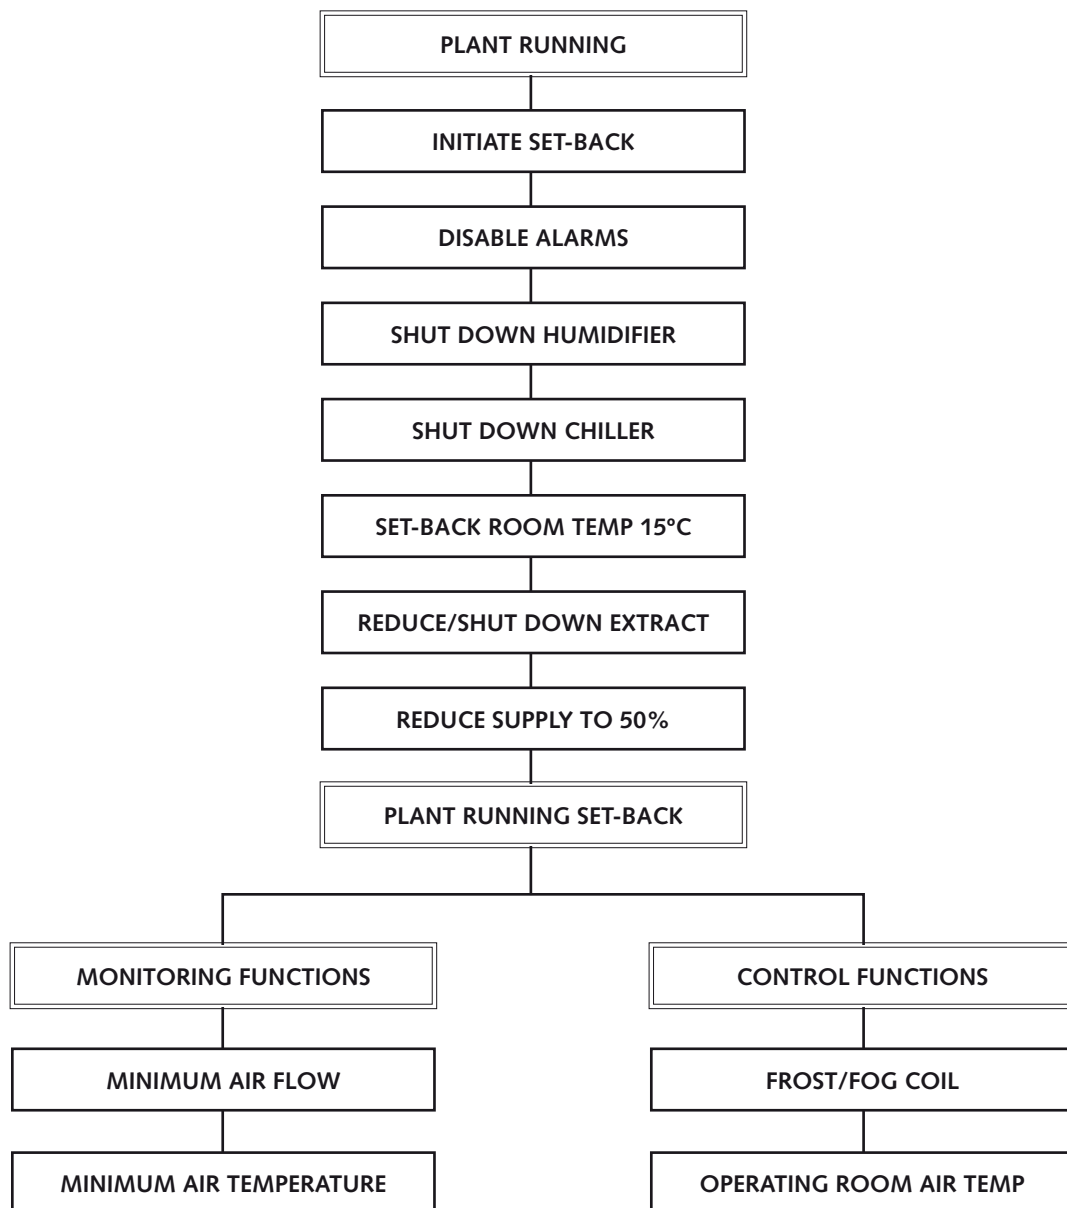 PLANT RUNNING
INITIATE SET-BACK
DISABLE ALARMS
SHUT DOWN HUMIDIFIER
SHUT DOWN CHILLER
SET-BACK ROOM TEMP 15ºC
REDUCE/SHUT DOWN EXTRACT
REDUCE SUPPLY TO 50%
PLANT RUNNING SET-BACK
MONITORING FUNCTIONS
MINIMUM AIR FLOW
MINIMUM AIR TEMPERATURE
CONTROL FUNCTIONS
FROST/FOG COIL
OPERATING ROOM AIR TEMP